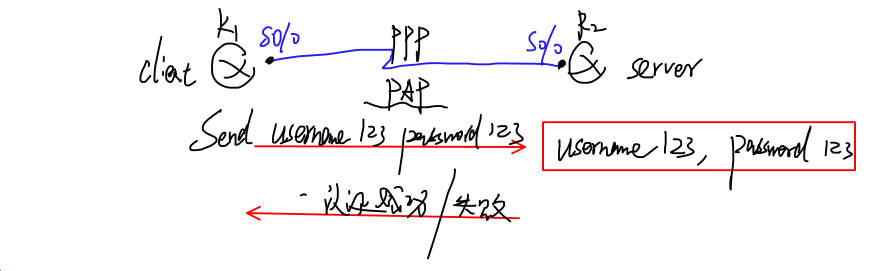 R1 R2
S0/0 PPP S0/0
client server
PAP
Send username 123 password 123 username 123, password 123
认证成功/失败